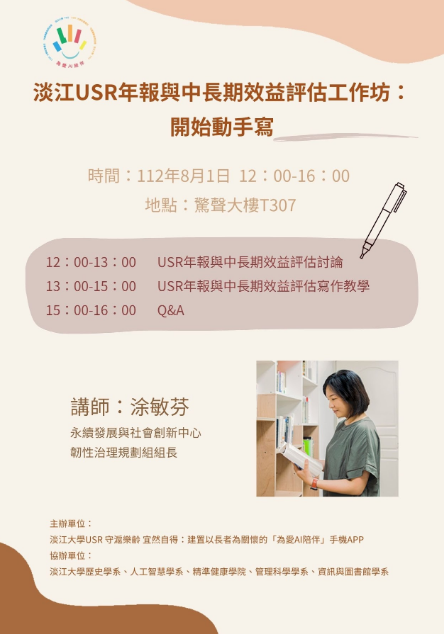 淡江USR年報與中長期效益評估工作坊：
開始動手寫
時間：112年8月1日 12：00-16：00
地點：驚聲大樓T307
12：00-13：00 USR年報與中長期效益評估討論
13：00-15：00 USR年報與中長期效益評估寫作教學
15：00-16：00 Q&A
講師：涂敏芬
永續發展與社會創新中心
韌性治理規劃組組長
主辦單位：
淡江大學USR 守滬樂齡 宜然自得：建置以長者為關懷的「為愛AI陪伴」手機APP
協辦單位：
淡江大學歷史學系、人工智慧學系、精準健康學院、管理科學學系、資訊與圖書館學系